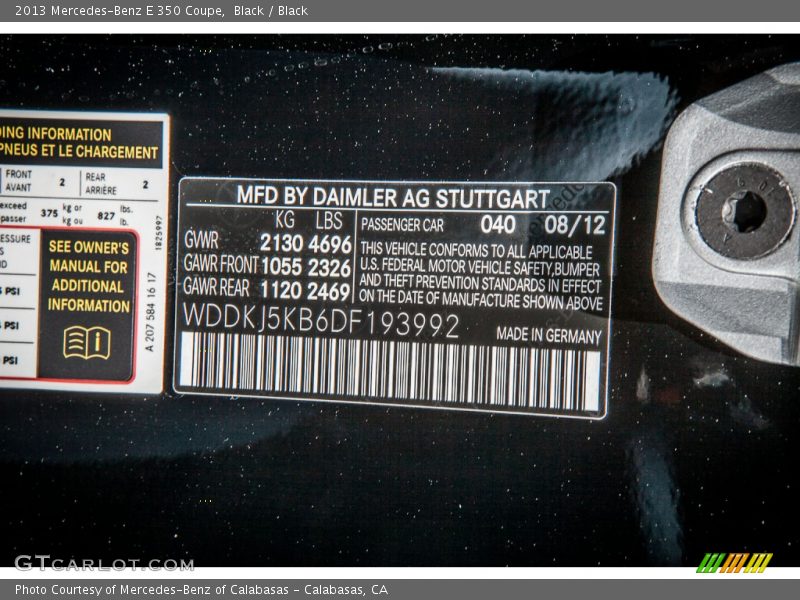 2013 Mercedes-Benz E 350 Coupe, Black / Black
ING INFORMATION
PNEUS ET LE CHARGEMENT
FRONT
AVANT 2 REAR
ARRIÈRE 2
exceed
passer 375 kg or
kg ou 827 lbs.
lb.
ESSURE
PSI
PSI
PSI
SEE OWNER'S
MANUAL FOR
ADDITIONAL
INFORMATION
1825997
A 207 584 16 17
MFD BY DAIMLER AG STUTTGART
KG LBS
GWR 2130 4696
GAWR FRONT 1055 2326
GAWR REAR 1120 2469
PASSENGER CAR 040 08/12
THIS VEHICLE CONFORMS TO ALL APPLICABLE
U.S. FEDERAL MOTOR VEHICLE SAFETY, BUMPER
AND THEFT PREVENTION STANDARDS IN EFFECT
ON THE DATE OF MANUFACTURE SHOWN ABOVE
WDDKJ5KB6DF193992
MADE IN GERMANY
GTCARLOT.COM
Photo Courtesy of Mercedes-Benz of Calabasas - Calabasas, CA